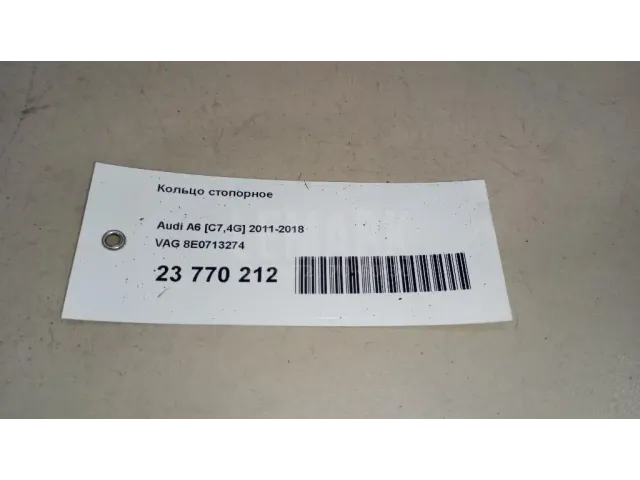 Кольцо стопорное
Audi A6 [C7,4G] 2011-2018
VAG 8E0713274
23 770 212